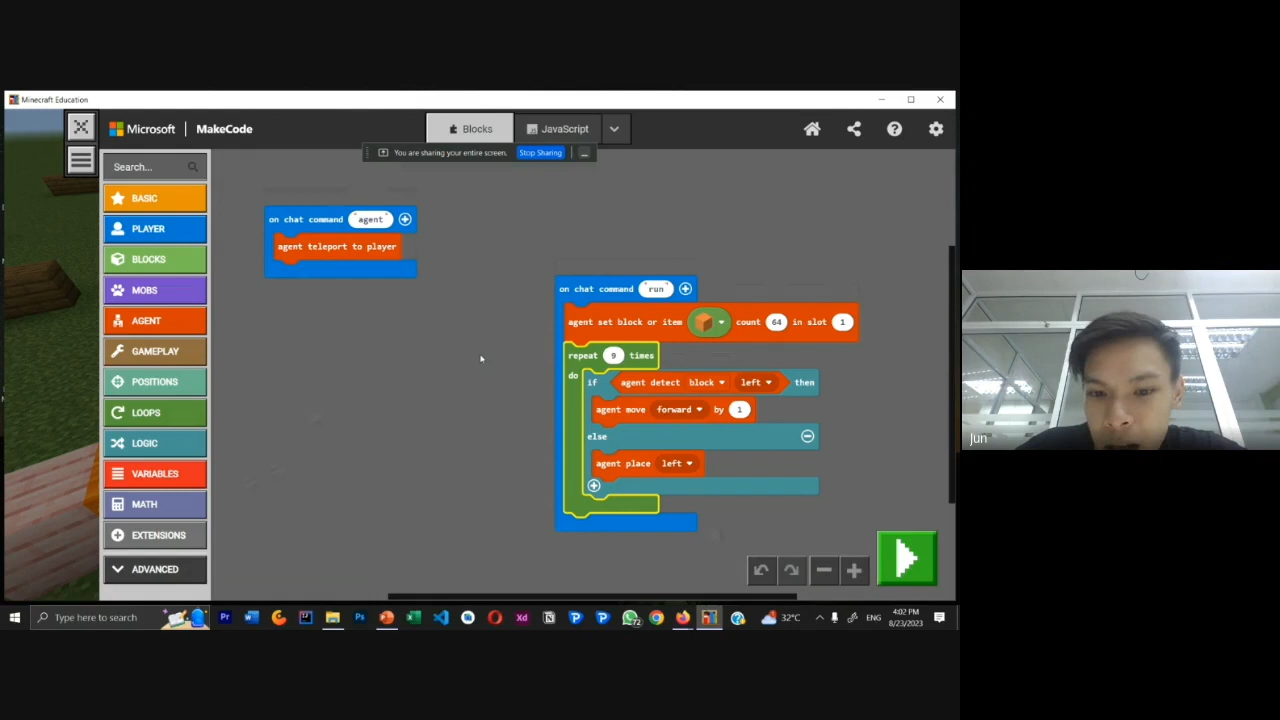 Minecraft Education
Microsoft | MakeCode
Blocks
JavaScript
You are sharing your entire screen.
Stop Sharing
Search...
BASIC
PLAYER
BLOCKS
MOBS
AGENT
GAMEPLAY
POSITIONS
LOOPS
LOGIC
VARIABLES
MATH
EXTENSIONS
ADVANCED
on chat command "agent"
agent teleport to player
on chat command "run"
agent set block or item count 64 in slot 1
repeat 9 times
do
if agent detect block left then
agent move forward by 1
else
agent place left
Jun
Type here to search
Pr
Ps
Xd
72
32°C
ENG
4:02 PM
8/23/2023